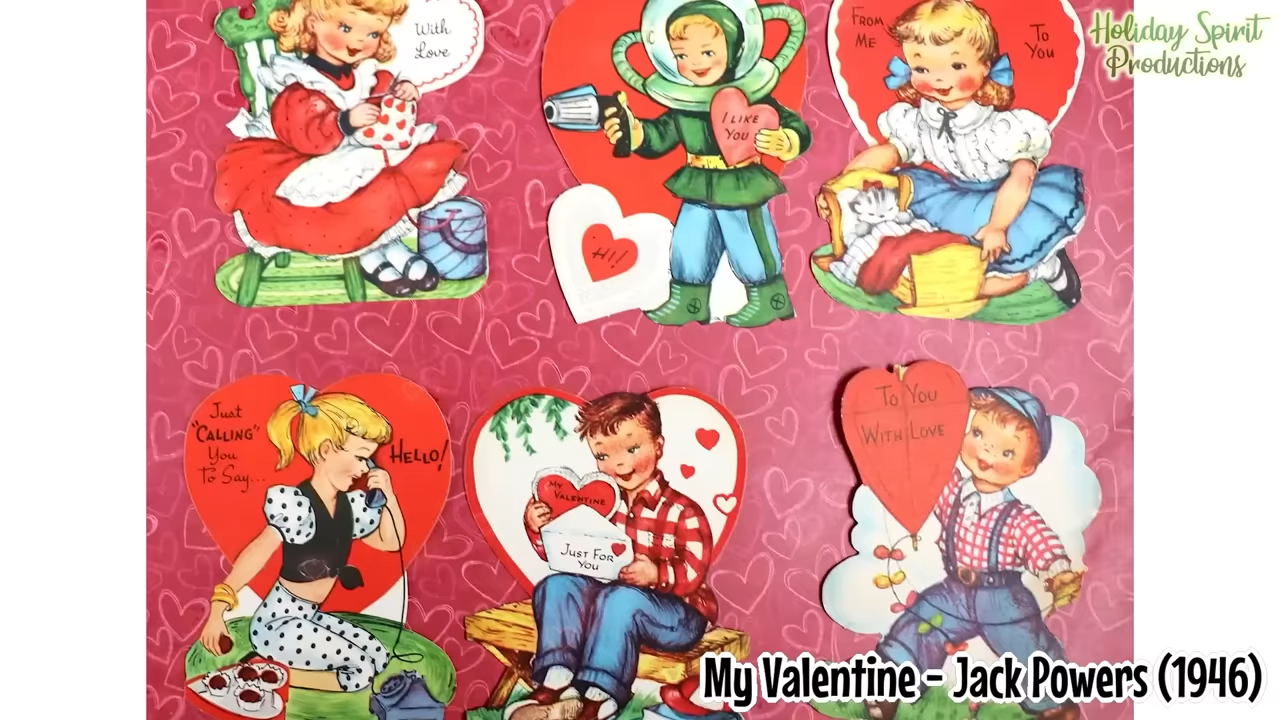 With
Love
I LIKE
YOU
HI!
FROM
ME
TO
YOU
Holiday Spirit
Productions
Just
"CALLING"
You
To Say...
HELLO!
MY
VALENTINE
JUST FOR
YOU
TO YOU
WITH LOVE
My Valentine - Jack Powers (1946)